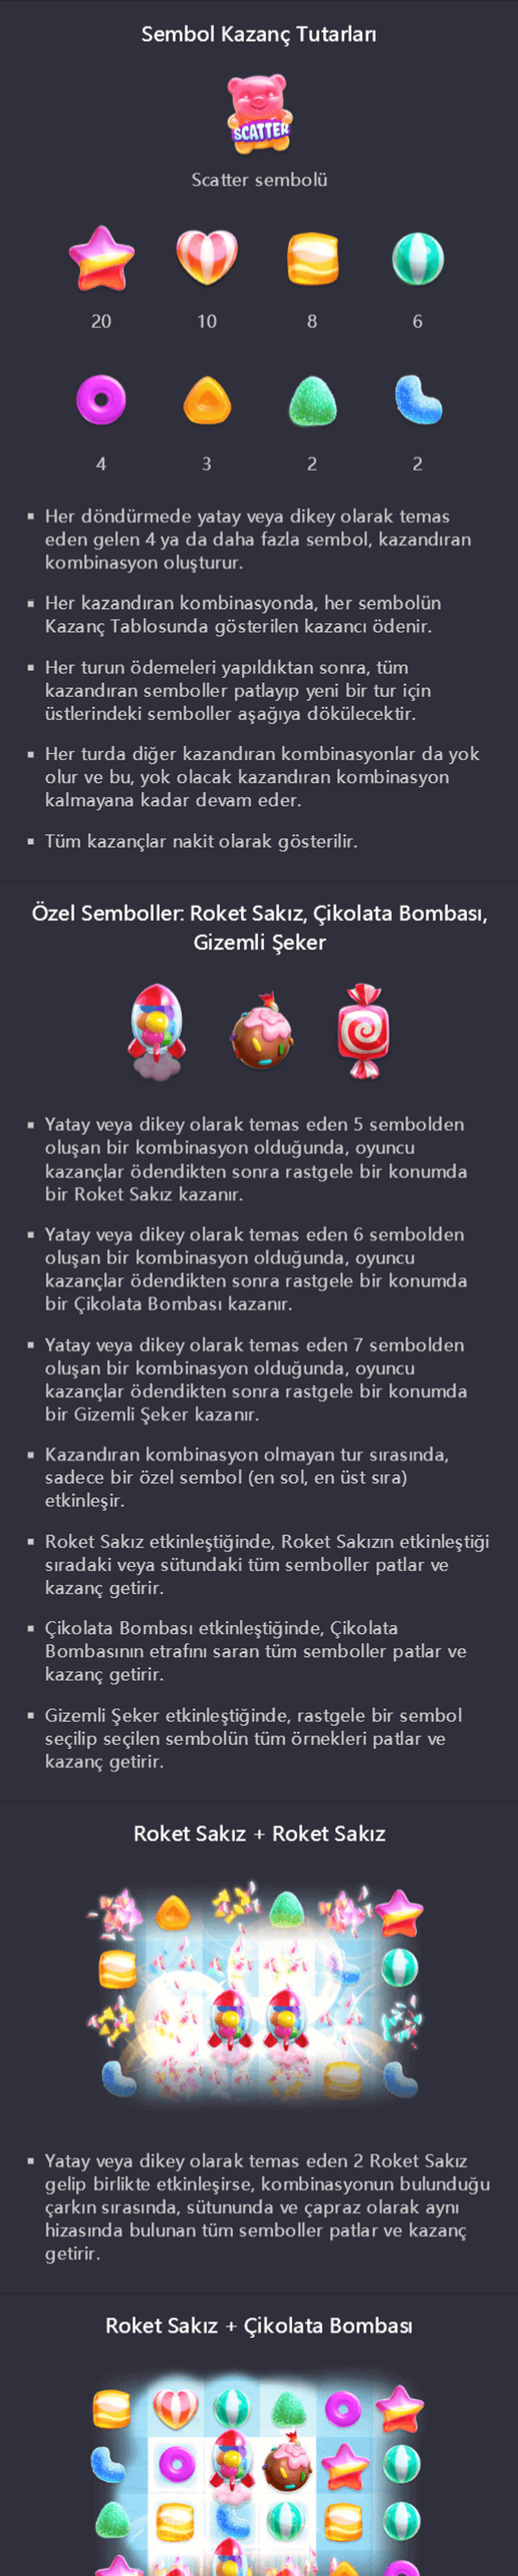 Sembol Kazanç Tutarları
SCATTER
Scatter sembolü
20 10 8 6
4 3 2 2
Her döndürmede yatay veya dikey olarak temas
eden gelen 4 ya da daha fazla sembol, kazandıran
kombinasyon oluşturur.
Her kazandıran kombinasyonda, her sembolün
Kazanç Tablosunda gösterilen kazancı ödenir.
Her turun ödemeleri yapıldıktan sonra, tüm
kazandıran semboller patlayıp yeni bir tur için
üstlerindeki semboller aşağıya dökülecektir.
Her turda diğer kazandıran kombinasyonlar da yok
olur ve bu, yok olacak kazandıran kombinasyon
kalmayana kadar devam eder.
Tüm kazançlar nakit olarak gösterilir.
Özel Semboller: Roket Sakız, Çikolata Bombası,
Gizemli Şeker
Yatay veya dikey olarak temas eden 5 sembolden
oluşan bir kombinasyon olduğunda, oyuncu
kazançlar ödendikten sonra rastgele bir konumda
bir Roket Sakız kazanır.
Yatay veya dikey olarak temas eden 6 sembolden
oluşan bir kombinasyon olduğunda, oyuncu
kazançlar ödendikten sonra rastgele bir konumda
bir Çikolata Bombası kazanır.
Yatay veya dikey olarak temas eden 7 sembolden
oluşan bir kombinasyon olduğunda, oyuncu
kazançlar ödendikten sonra rastgele bir konumda
bir Gizemli Şeker kazanır.
Kazandıran kombinasyon olmayan tur sırasında,
sadece bir özel sembol (en sol, en üst sıra)
etkinleşir.
Roket Sakız etkinleştiğinde, Roket Sakızın etkinleştiği
sıradaki veya sütundaki tüm semboller patlar ve
kazanç getirir.
Çikolata Bombası etkinleştiğinde, Çikolata
Bombasının etrafını saran tüm semboller patlar ve
kazanç getirir.
Gizemli Şeker etkinleştiğinde, rastgele bir sembol
seçilip seçilen sembolün tüm örnekleri patlar ve
kazanç getirir.
Roket Sakız + Roket Sakız
Yatay veya dikey olarak temas eden 2 Roket Sakız
gelip birlikte etkinleşirse, kombinasyonun bulunduğu
çarkın sırasında, sütununda ve çapraz olarak aynı
hizasında bulunan tüm semboller patlar ve kazanç
getirir.
Roket Sakız + Çikolata Bombası